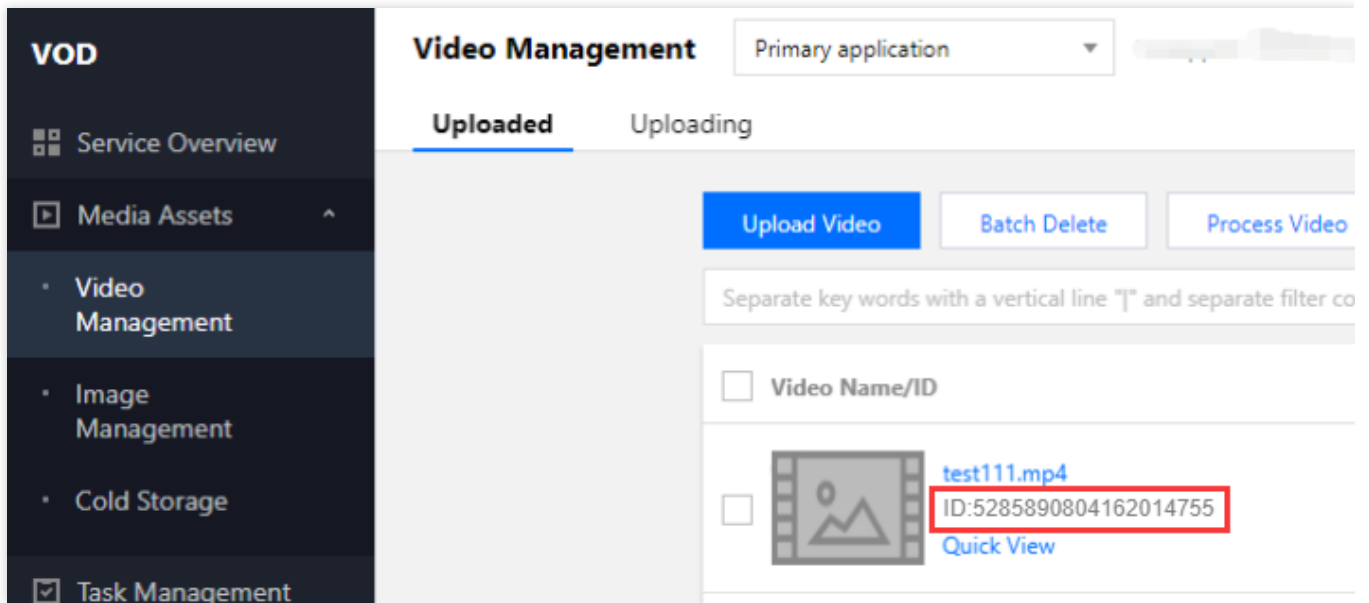 VOD
Service Overview
Media Assets
Video
Management
Image
Management
Cold Storage
Task Management
Video Management
Primary application
Uploaded
Uploading
Upload Video
Batch Delete
Process Video
Separate key words with a vertical line "|" and separate filter co
Video Name/ID
test111.mp4
ID:5285890804162014755
Quick View